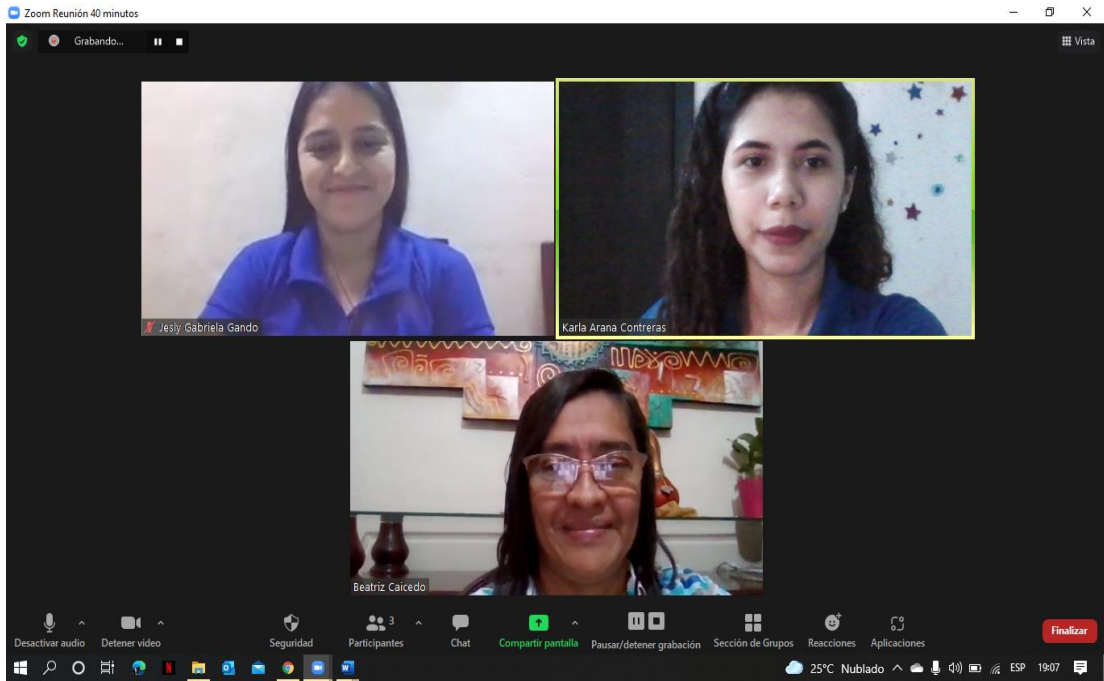 Zoom Reunión 40 minutos
Grabando...
Vista
Jesly Gabriela Gando
Karla Arana Contreras
Beatriz Caicedo
Desactivar audio
Detener video
Seguridad
3
Participantes
Chat
Compartir pantalla
Pausar/detener grabación
Sección de Grupos
Reacciones
Aplicaciones
Finalizar
25°C Nublado
ESP
19:07